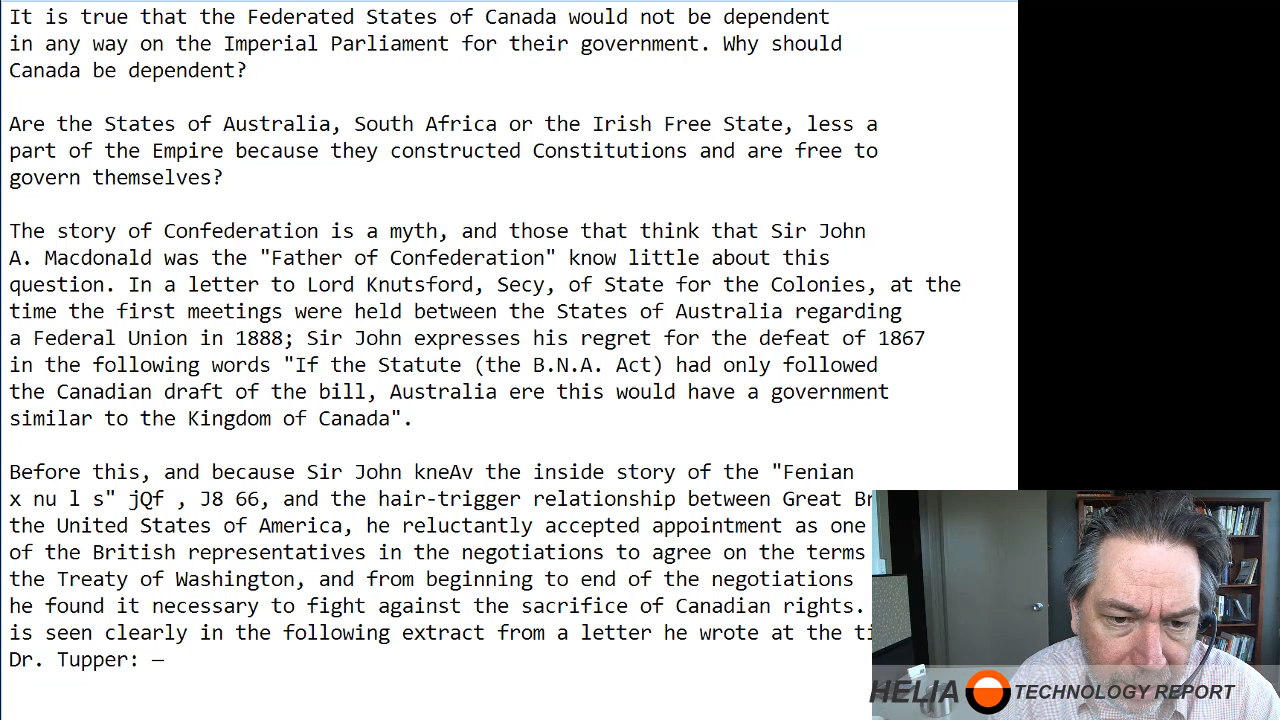 It is true that the Federated States of Canada would not be dependent
in any way on the Imperial Parliament for their government. Why should
Canada be dependent?
Are the States of Australia, South Africa or the Irish Free State, less a
part of the Empire because they constructed Constitutions and are free to
govern themselves?
The story of Confederation is a myth, and those that think that Sir John
A. Macdonald was the "Father of Confederation" know little about this
question. In a letter to Lord Knutsford, Secy, of State for the Colonies, at the
time the first meetings were held between the States of Australia regarding
a Federal Union in 1888; Sir John expresses his regret for the defeat of 1867
in the following words "If the Statute (the B.N.A. Act) had only followed
the Canadian draft of the bill, Australia ere this would have a government
similar to the Kingdom of Canada".
Before this, and because Sir John kneAv the inside story of the "Fenian
x nu l s" jQf , J8 66, and the hair-trigger relationship between Great
the United States of America, he reluctantly accepted appointment as one
of the British representatives in the negotiations to agree on the terms
the Treaty of Washington, and from beginning to end of the negotiations
he found it necessary to fight against the sacrifice of Canadian rights.
is seen clearly in the following extract from a letter he wrote at the
Dr. Tupper: —
HELIA TECHNOLOGY REPORT